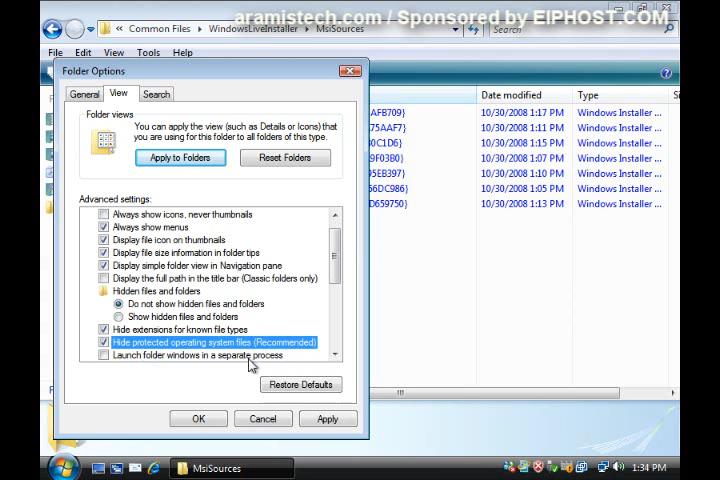 aramistech.com / Sponsored by EIPHOST.COM
Common Files WindowsLiveInstaller MsiSources
Search
File Edit View Tools Help
Folder Options
General View Search
Folder views
You can apply the view (such as Details or Icons) that
you are using for this folder to all folders of this type.
Apply to Folders Reset Folders
Advanced settings:
Always show icons, never thumbnails
Always show menus
Display file icon on thumbnails
Display file size information in folder tips
Display simple folder view in Navigation pane
Display the full path in the title bar (Classic folders only)
Hidden files and folders
Do not show hidden files and folders
Show hidden files and folders
Hide extensions for known file types
Hide protected operating system files (Recommended)
Launch folder windows in a separate process
Restore Defaults
OK Cancel Apply
Date modified Type Si
AFB709} 10/30/2008 1:17 PM Windows Installer ...
75AAF7} 10/30/2008 1:11 PM Windows Installer ...
0C1D6} 10/30/2008 1:15 PM Windows Installer ...
9F03B0} 10/30/2008 1:07 PM Windows Installer ...
95EB397} 10/30/2008 1:10 PM Windows Installer ...
6DC986} 10/30/2008 1:05 PM Windows Installer ...
D659750} 10/30/2008 1:13 PM Windows Installer ...
MsiSources
1:34 PM